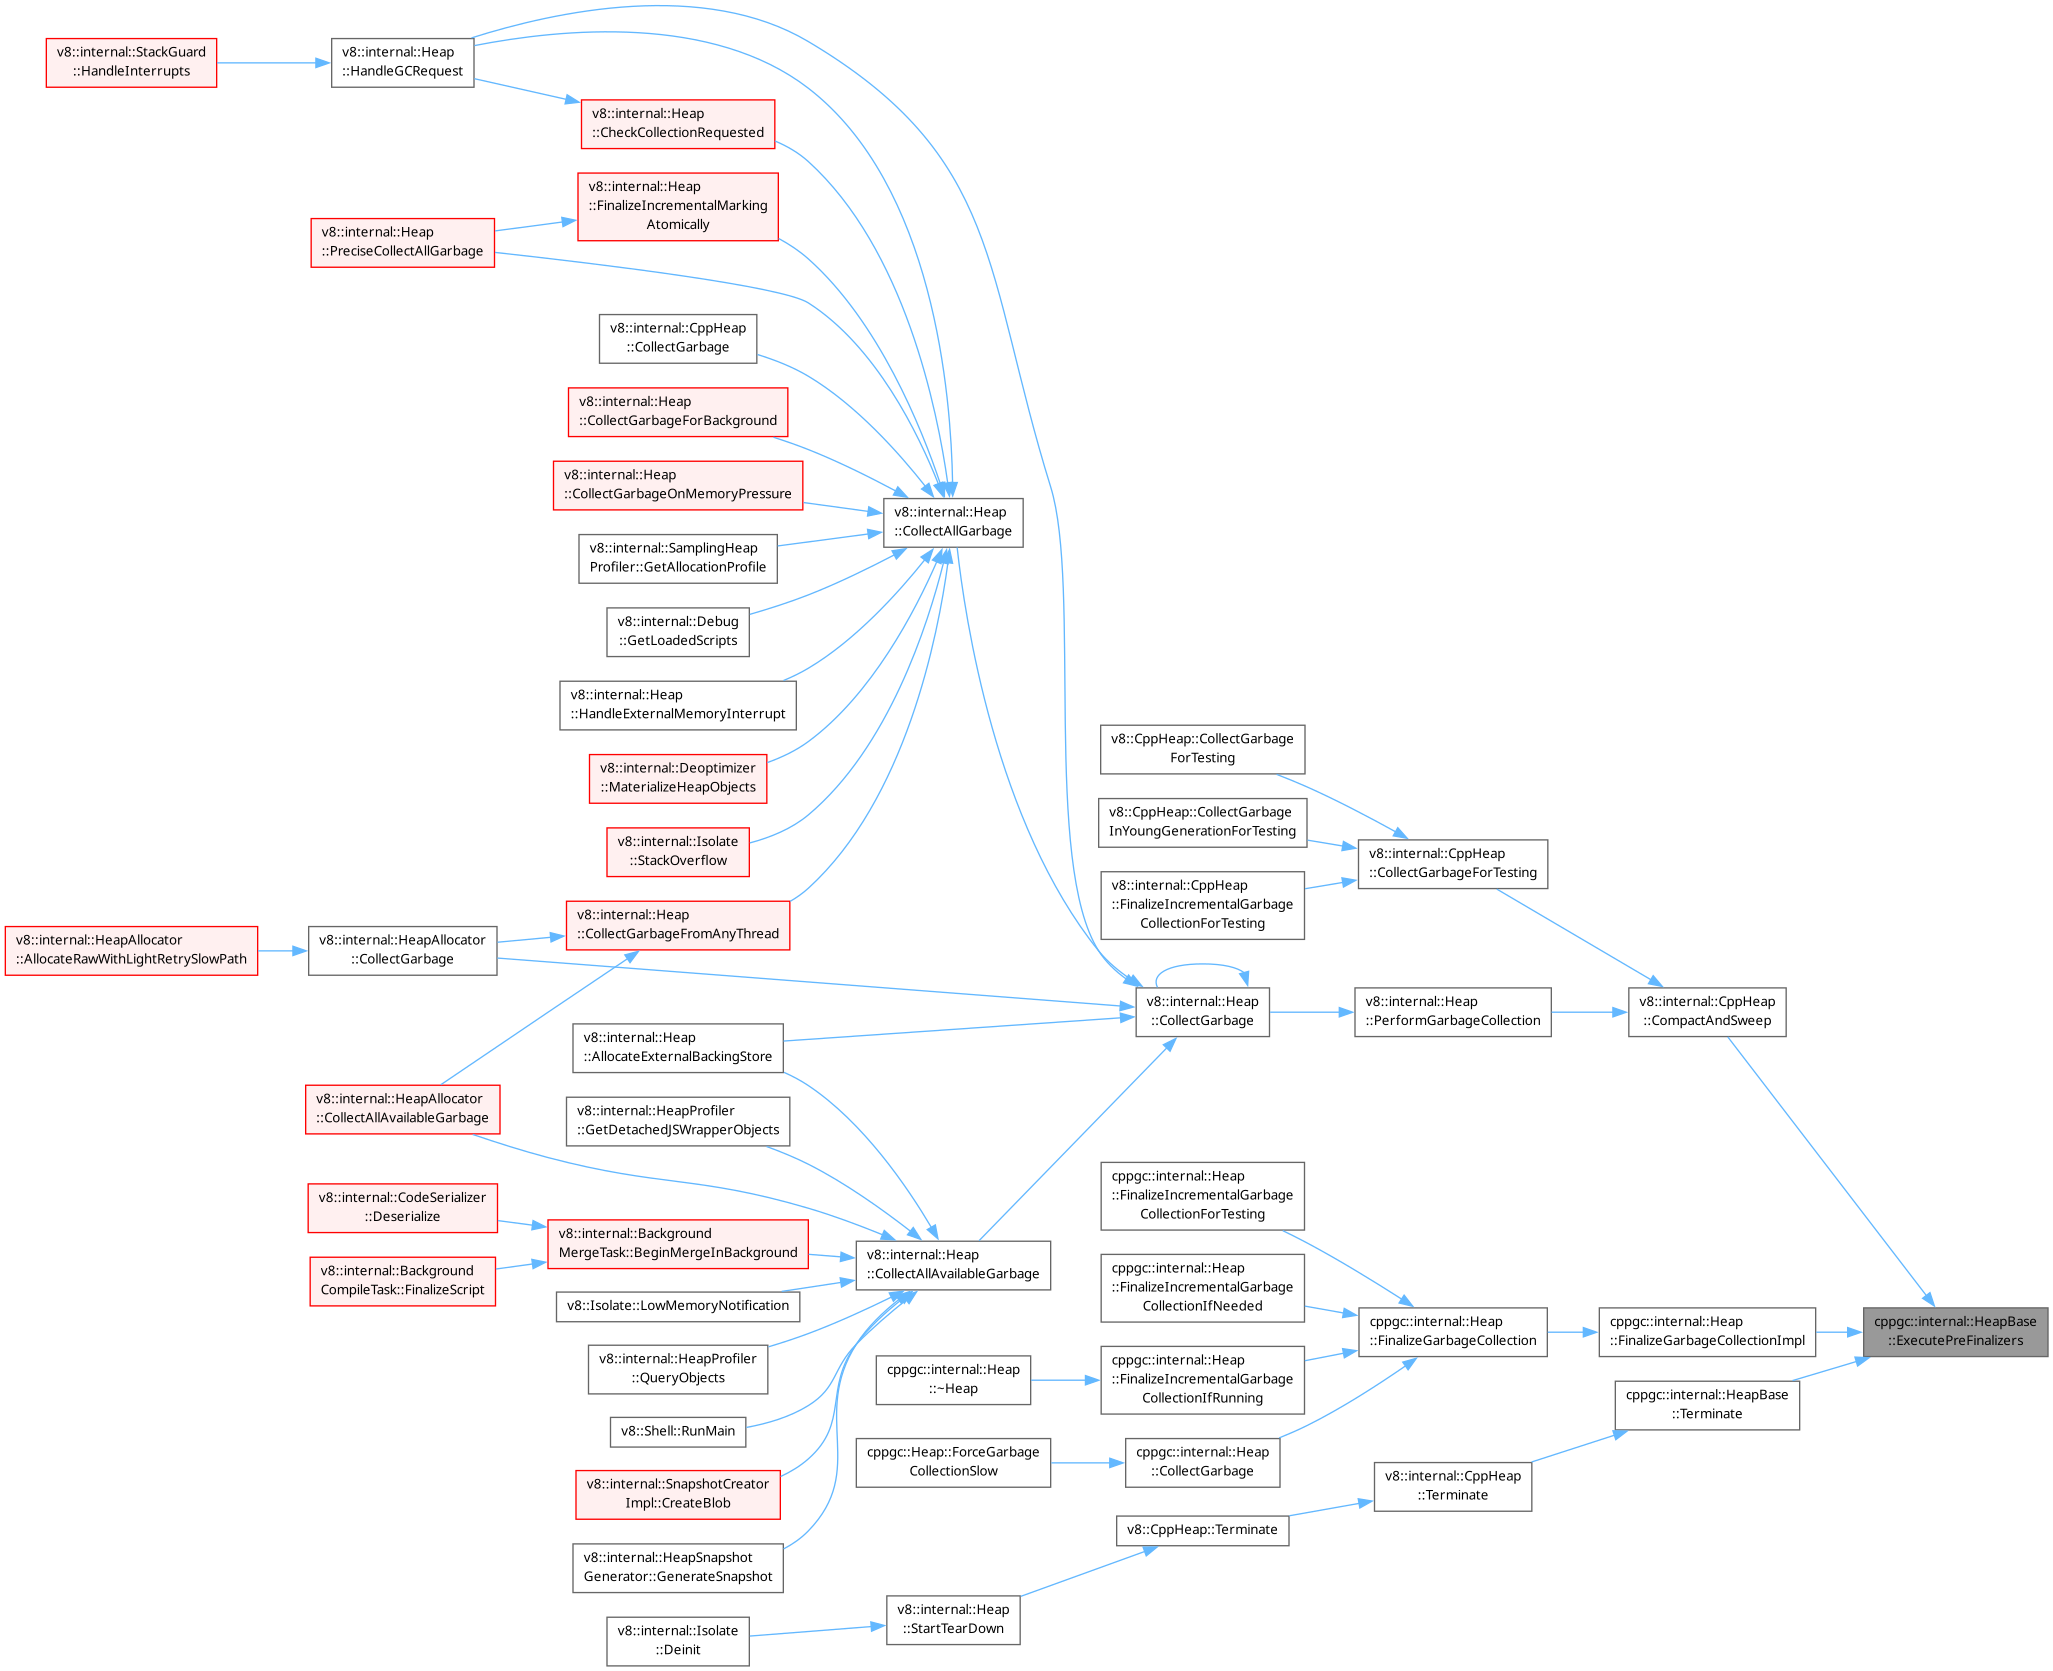 v8::internal::StackGuard
::HandleInterrupts
v8::internal::Heap
::HandleGCRequest
v8::internal::Heap
::CheckCollectionRequested
v8::internal::Heap
::FinalizeIncrementalMarking
Atomically
v8::internal::Heap
::PreciseCollectAllGarbage
v8::internal::CppHeap
::CollectGarbage
v8::internal::Heap
::CollectGarbageForBackground
v8::internal::Heap
::CollectGarbageOnMemoryPressure
v8::internal::Heap
::CollectAllGarbage
v8::internal::SamplingHeap
Profiler::GetAllocationProfile
v8::internal::Debug
::GetLoadedScripts
v8::internal::Heap
::HandleExternalMemoryInterrupt
v8::internal::Deoptimizer
::MaterializeHeapObjects
v8::internal::Isolate
::StackOverflow
v8::CppHeap::CollectGarbage
ForTesting
v8::CppHeap::CollectGarbage
InYoungGenerationForTesting
v8::internal::CppHeap
::CollectGarbageForTesting
v8::internal::CppHeap
::FinalizeIncrementalGarbage
CollectionForTesting
v8::internal::HeapAllocator
::AllocateRawWithLightRetrySlowPath
v8::internal::HeapAllocator
::CollectGarbage
v8::internal::Heap
::CollectGarbageFromAnyThread
v8::internal::Heap
::CollectGarbage
v8::internal::Heap
::PerformGarbageCollection
v8::internal::CppHeap
::CompactAndSweep
v8::internal::Heap
::AllocateExternalBackingStore
v8::internal::HeapAllocator
::CollectAllAvailableGarbage
v8::internal::HeapProfiler
::GetDetachedJSWrapperObjects
v8::internal::CodeSerializer
::Deserialize
v8::internal::Background
MergeTask::BeginMergeInBackground
v8::internal::Heap
::CollectAllAvailableGarbage
v8::internal::Background
CompileTask::FinalizeScript
v8::Isolate::LowMemoryNotification
v8::internal::HeapProfiler
::QueryObjects
v8::Shell::RunMain
v8::internal::SnapshotCreator
Impl::CreateBlob
v8::internal::HeapSnapshot
Generator::GenerateSnapshot
cppgc::internal::Heap
::FinalizeIncrementalGarbage
CollectionForTesting
cppgc::internal::Heap
::FinalizeIncrementalGarbage
CollectionIfNeeded
cppgc::internal::Heap
::FinalizeGarbageCollection
cppgc::internal::Heap
::FinalizeGarbageCollectionImpl
cppgc::internal::HeapBase
::ExecutePreFinalizers
cppgc::internal::Heap
::~Heap
cppgc::internal::Heap
::FinalizeIncrementalGarbage
CollectionIfRunning
cppgc::internal::HeapBase
::Terminate
cppgc::Heap::ForceGarbage
CollectionSlow
cppgc::internal::Heap
::CollectGarbage
v8::internal::CppHeap
::Terminate
v8::CppHeap::Terminate
v8::internal::Heap
::StartTearDown
v8::internal::Isolate
::Deinit